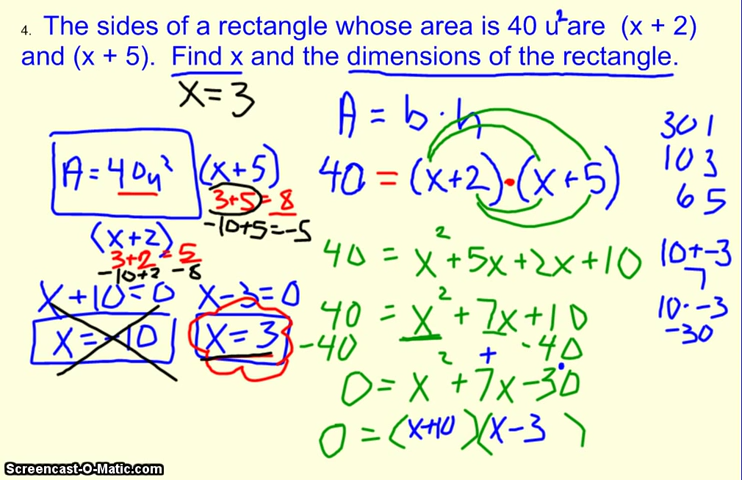 4. The sides of a rectangle whose area is 40 u² are (x + 2)
and (x + 5). Find x and the dimensions of the rectangle.
x=3
A = b · h
A=40u²
(x+5)
3+5=8
-10+5=-5
(x+2)
3+2=5
-10+2 -8
x+10=0
x=-10
x-3=0
x=3
40 = (x+2)·(x+5)
40 = x²+5x+2x+10
40 = x²+7x+10
-40 -40
0 = x²+7x-30
0 = (x+10)(x-3)
30 1
10 3
6 5
10+-3
7
10·-3
-30
Screencast-O-Matic.com